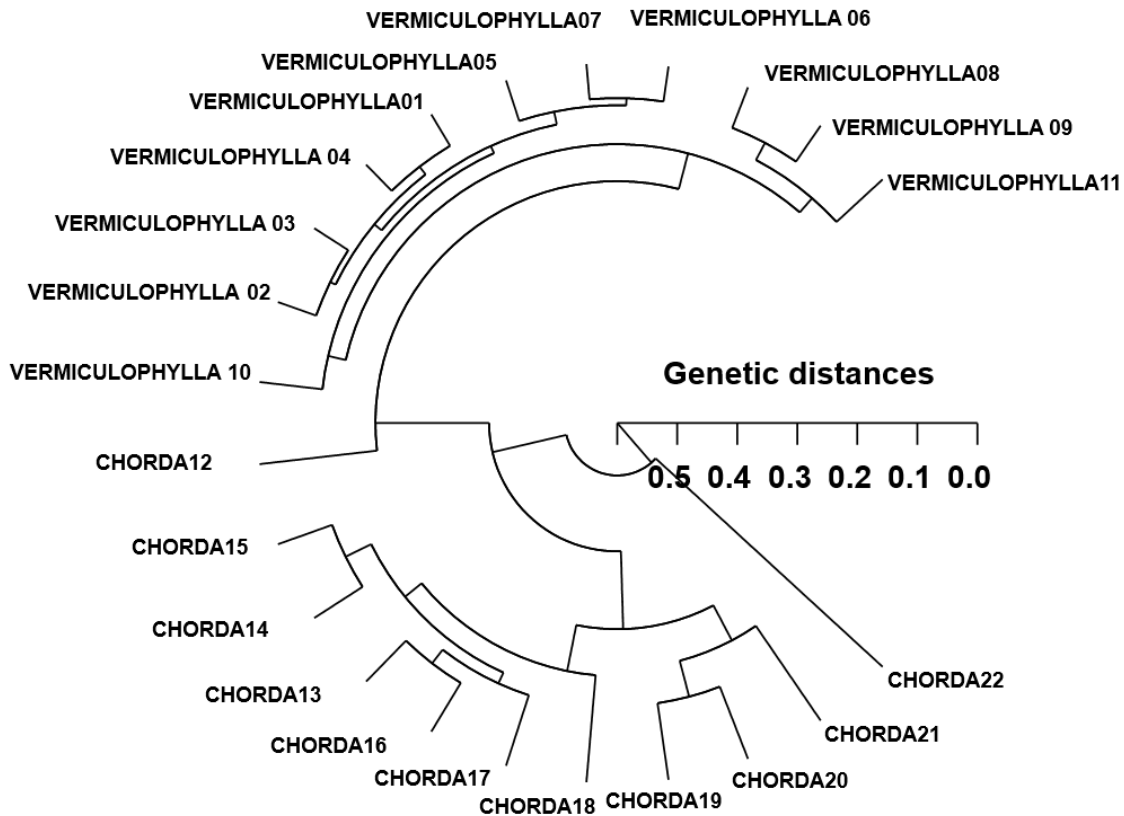 VERMICULOPHYLLA07
VERMICULOPHYLLA 06
VERMICULOPHYLLA05
VERMICULOPHYLLA08
VERMICULOPHYLLA01
VERMICULOPHYLLA 09
VERMICULOPHYLLA 04
VERMICULOPHYLLA11
VERMICULOPHYLLA 03
VERMICULOPHYLLA 02
VERMICULOPHYLLA 10
Genetic distances
0.5 0.4 0.3 0.2 0.1 0.0
CHORDA12
CHORDA15
CHORDA14
CHORDA13
CHORDA22
CHORDA16
CHORDA21
CHORDA17
CHORDA20
CHORDA18
CHORDA19